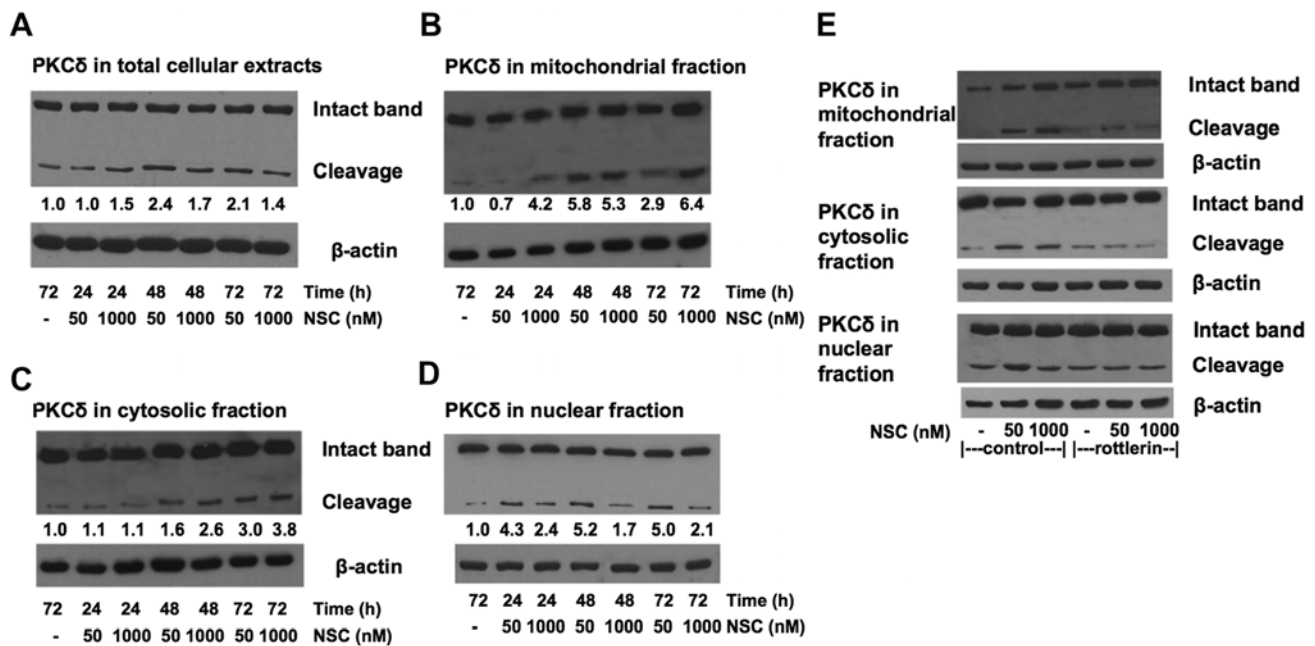 A
PKCδ in total cellular extracts
Intact band
Cleavage
1.0 1.0 1.5 2.4 1.7 2.1 1.4
β-actin
72 24 24 48 48 72 72 Time (h)
- 50 1000 50 1000 50 1000 NSC (nM)
B
PKCδ in mitochondrial fraction
1.0 0.7 4.2 5.8 5.3 2.9 6.4
72 24 24 48 48 72 72 Time (h)
- 50 1000 50 1000 50 1000 NSC (nM)
C
PKCδ in cytosolic fraction
Intact band
Cleavage
1.0 1.1 1.1 1.6 2.6 3.0 3.8
β-actin
72 24 24 48 48 72 72 Time (h)
- 50 1000 50 1000 50 1000 NSC (nM)
D
PKCδ in nuclear fraction
1.0 4.3 2.4 5.2 1.7 5.0 2.1
72 24 24 48 48 72 72 Time (h)
- 50 1000 50 1000 50 1000 NSC (nM)
E
PKCδ in
mitochondrial
fraction
Intact band
Cleavage
β-actin
PKCδ in
cytosolic
fraction
Intact band
Cleavage
β-actin
PKCδ in
nuclear
fraction
Intact band
Cleavage
β-actin
NSC (nM) - 50 1000 - 50 1000
|---control---| |---rottlerin--|